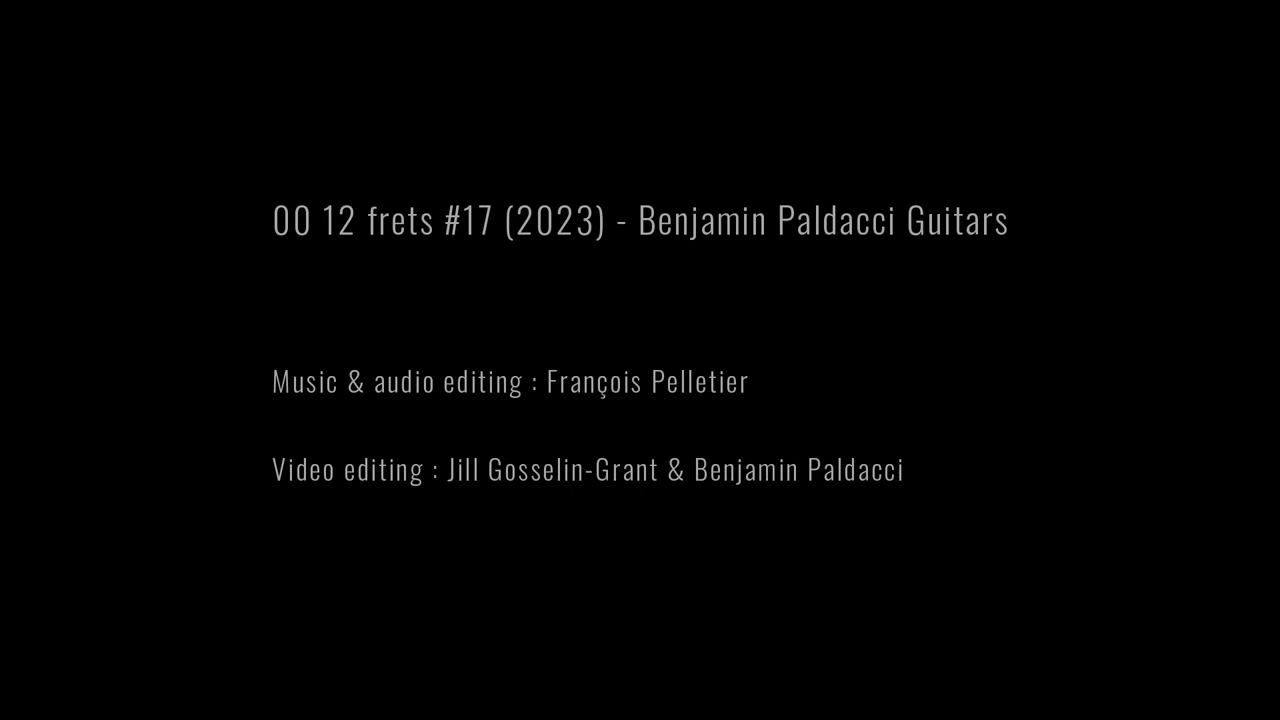 00 12 frets #17 (2023) - Benjamin Paldacci Guitars
Music & audio editing : François Pelletier
Video editing : Jill Gosselin-Grant & Benjamin Paldacci